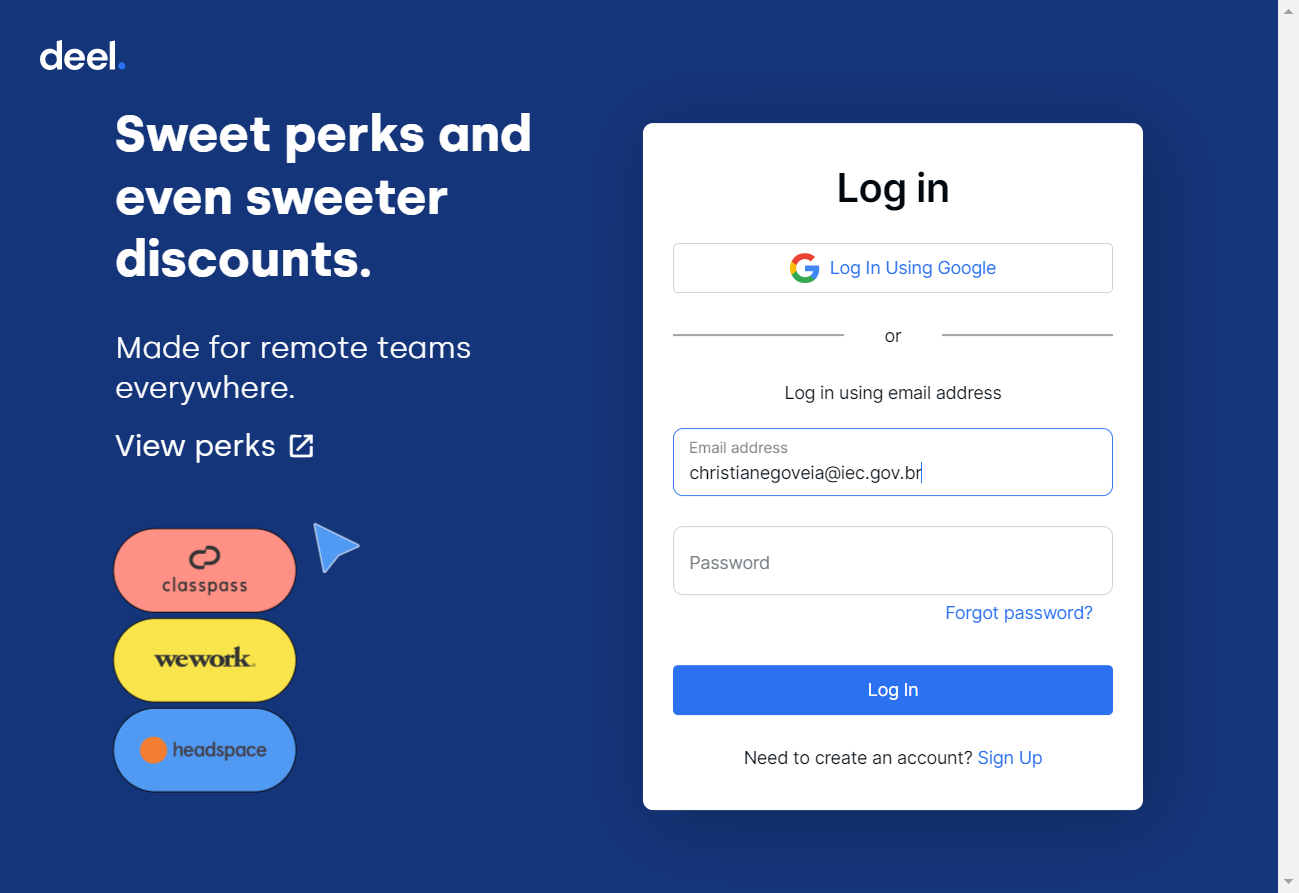 deel.
Sweet perks and
even sweeter
discounts.
Made for remote teams
everywhere.
View perks
classpass
wework
headspace
Log in
Log In Using Google
or
Log in using email address
Email address
christianegoveia@iec.gov.br
Password
Forgot password?
Log In
Need to create an account? Sign Up